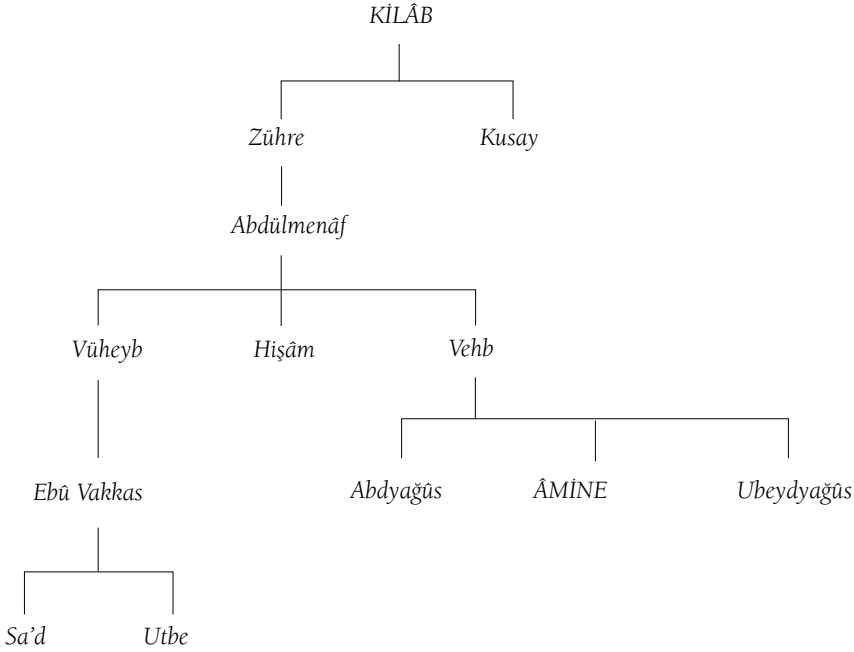 KİLÂB
Zühre Kusay
Abdülmenâf
Vüheyb Hişâm Vehb
Ebû Vakkas Abdyağûs ÂMİNE Ubeydyağûs
Sa'd Utbe